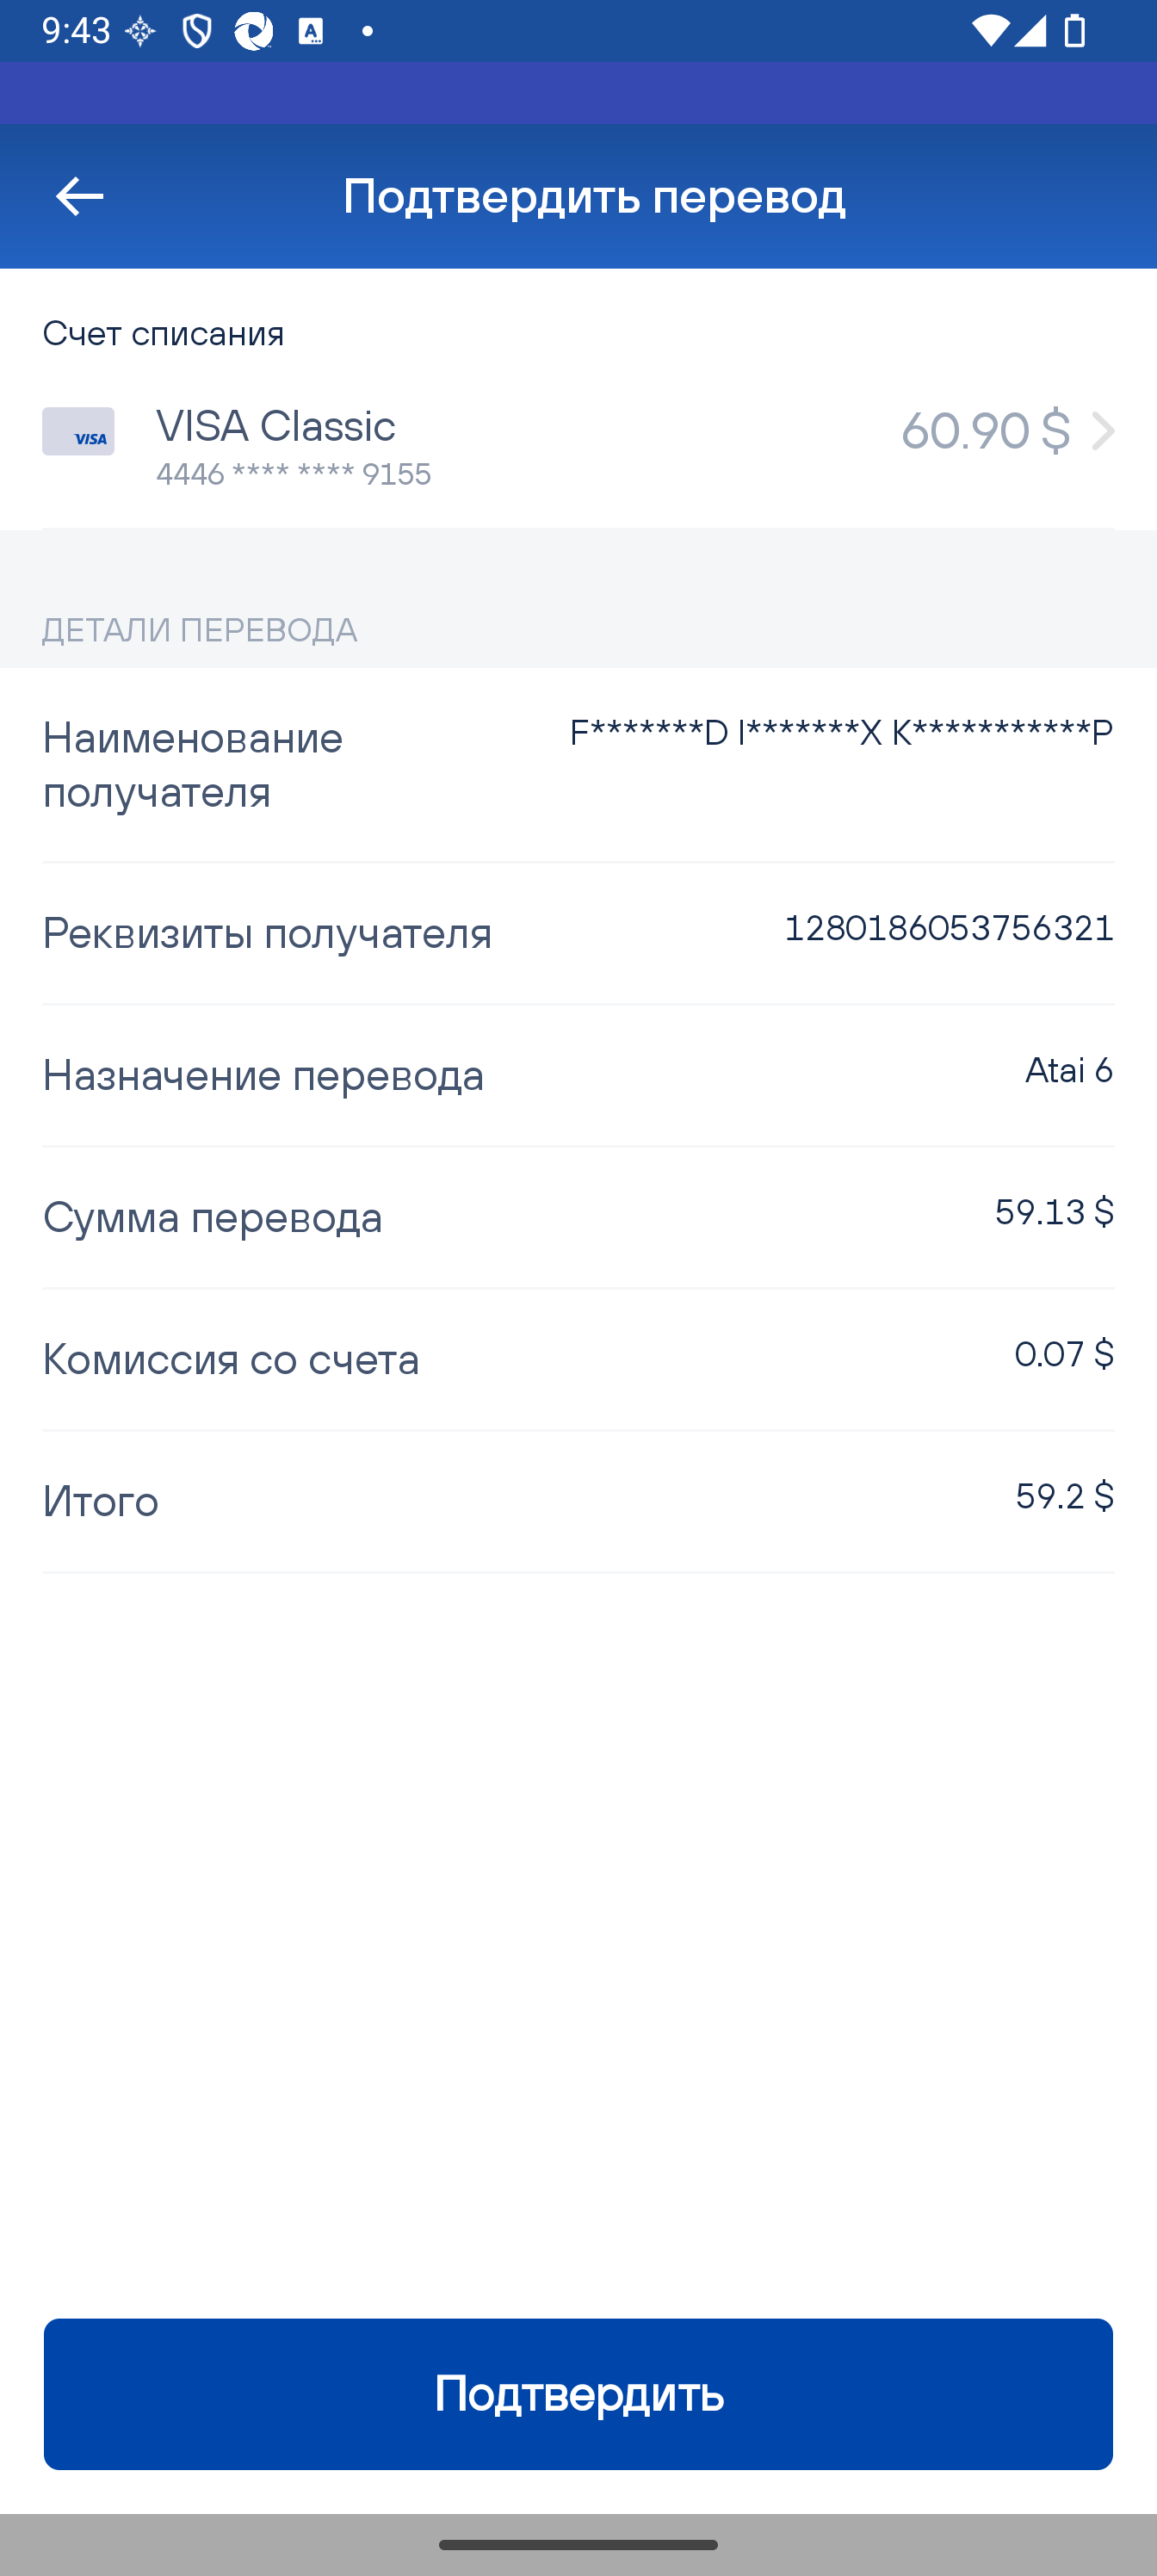 9:43
Подтвердить перевод
Счет списания
VISA
VISA Classic
60.90 $
4446 **** **** 9155
ДЕТАЛИ ПЕРЕВОДА
Наименование получателя
F*******D I*******X K***********P
Реквизиты получателя
1280186053756321
Назначение перевода
Atai 6
Сумма перевода
59.13 $
Комиссия со счета
0.07 $
Итого
59.2 $
Подтвердить